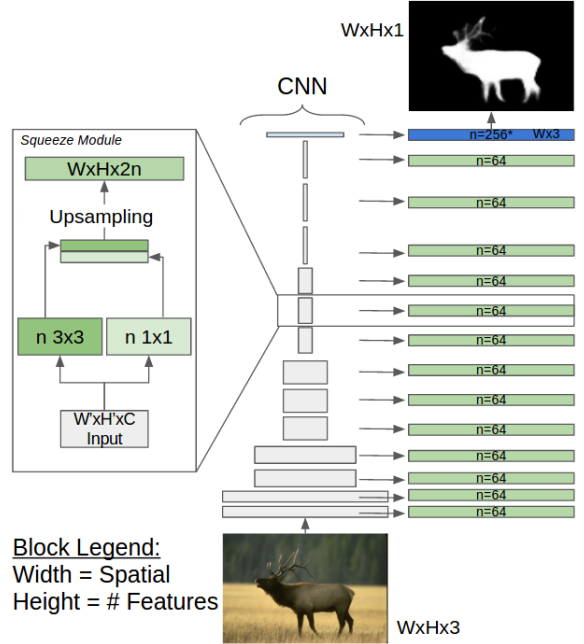 WxHx1
CNN
n=256* Wx3
n=64
n=64
n=64
n=64
n=64
n=64
n=64
n=64
n=64
n=64
n=64
n=64
n=64
Squeeze Module
WxHx2n
Upsampling
n 3x3
n 1x1
W'xH'xC
Input
Block Legend:
Width = Spatial
Height = # Features
WxHx3